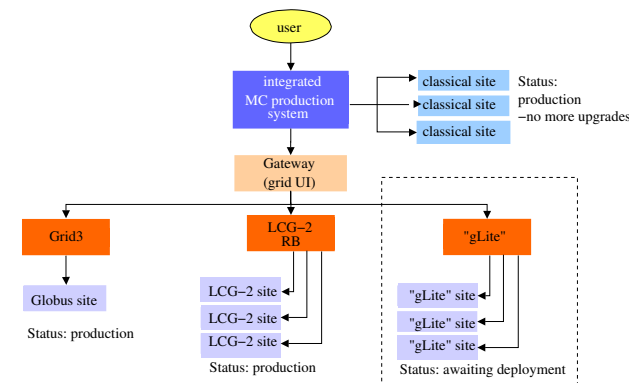 user
integrated
MC production
system
classical site
classical site
classical site
Status:
production
−no more upgrades
Gateway
(grid UI)
Grid3
LCG−2
RB
"gLite"
Globus site
LCG−2 site
LCG−2 site
LCG−2 site
"gLite" site
"gLite" site
"gLite" site
Status: production
Status: production
Status: awaiting deployment